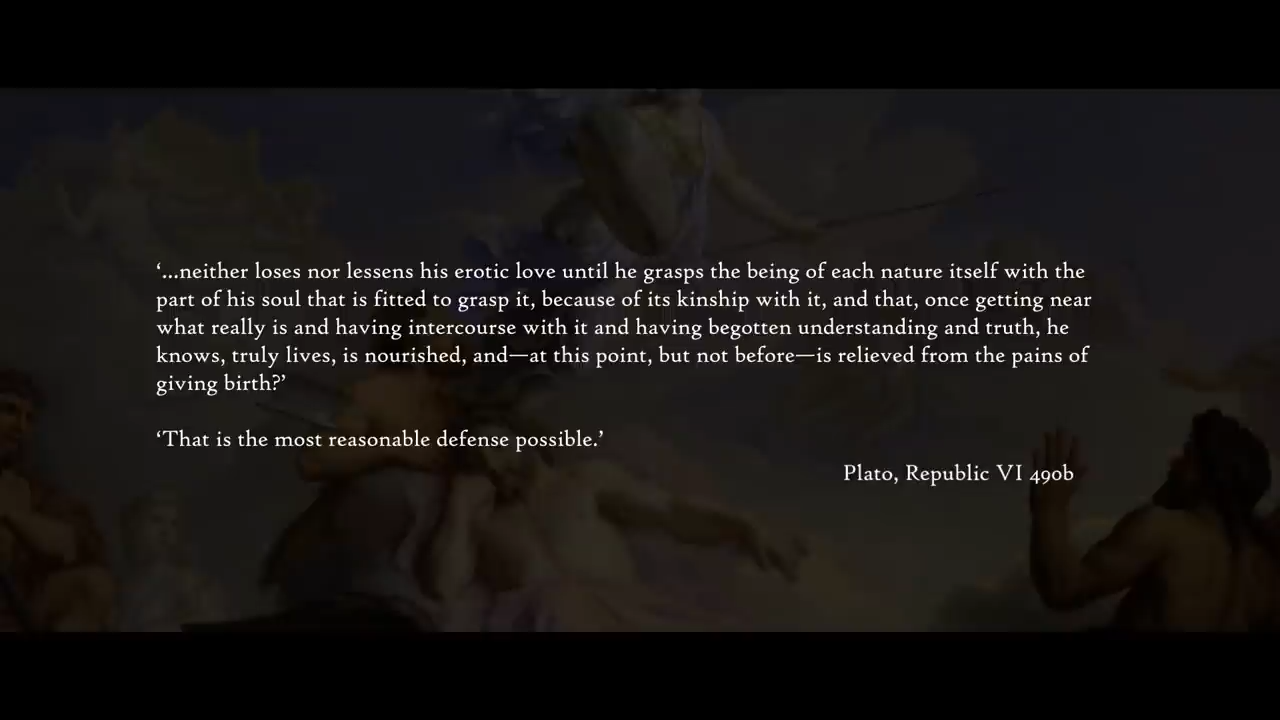 ‘...neither loses nor lessens his erotic love until he grasps the being of each nature itself with the
part of his soul that is fitted to grasp it, because of its kinship with it, and that, once getting near
what really is and having intercourse with it and having begotten understanding and truth, he
knows, truly lives, is nourished, and—at this point, but not before—is relieved from the pains of
giving birth?’
‘That is the most reasonable defense possible.’
Plato, Republic VI 490b